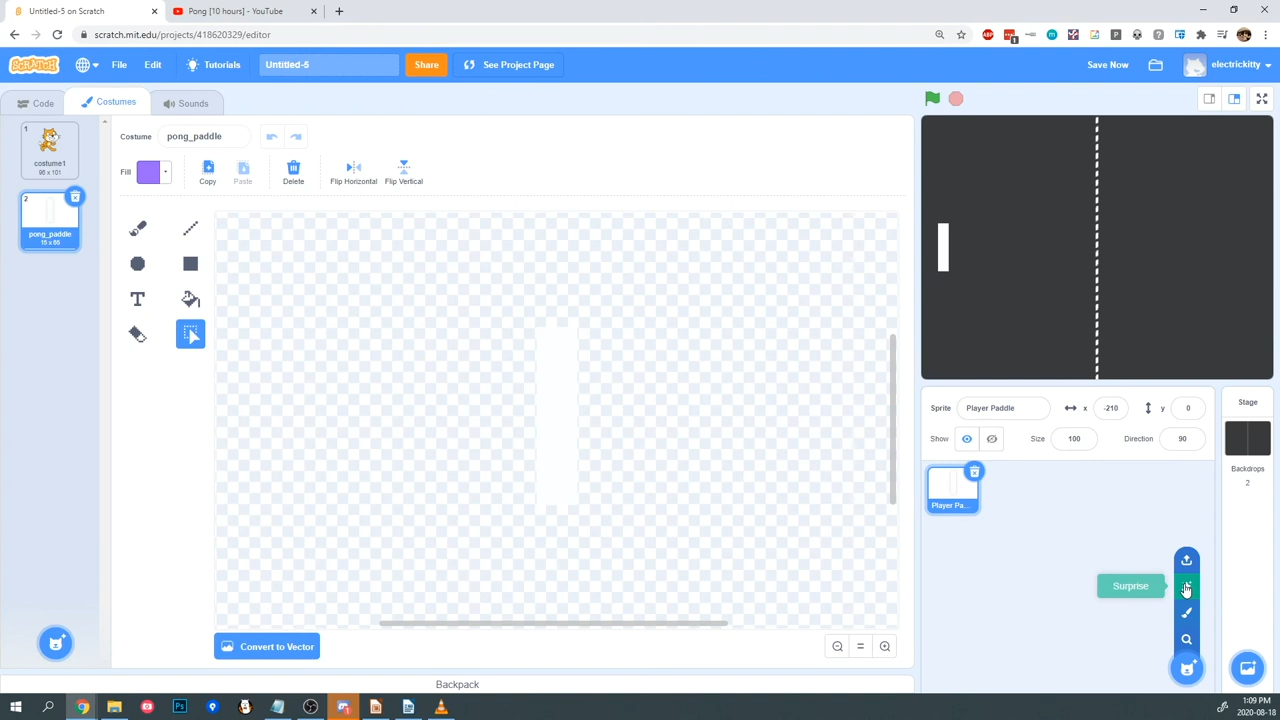 Untitled-5 on Scratch
Pong [10 hours] - YouTube
scratch.mit.edu/projects/418620329/editor
SCRATCH
File
Edit
Tutorials
Untitled-5
Share
See Project Page
Save Now
electrickitty
Code
Costumes
Sounds
1
costume1
96 x 101
2
pong_paddle
15 x 65
Costume
pong_paddle
Fill
Copy
Paste
Delete
Flip Horizontal
Flip Vertical
T
Convert to Vector
Backpack
Sprite
Player Paddle
x
-210
y
0
Show
Size
100
Direction
90
Player Pa...
Surprise
Stage
Backdrops
2
1:09 PM
2020-08-18